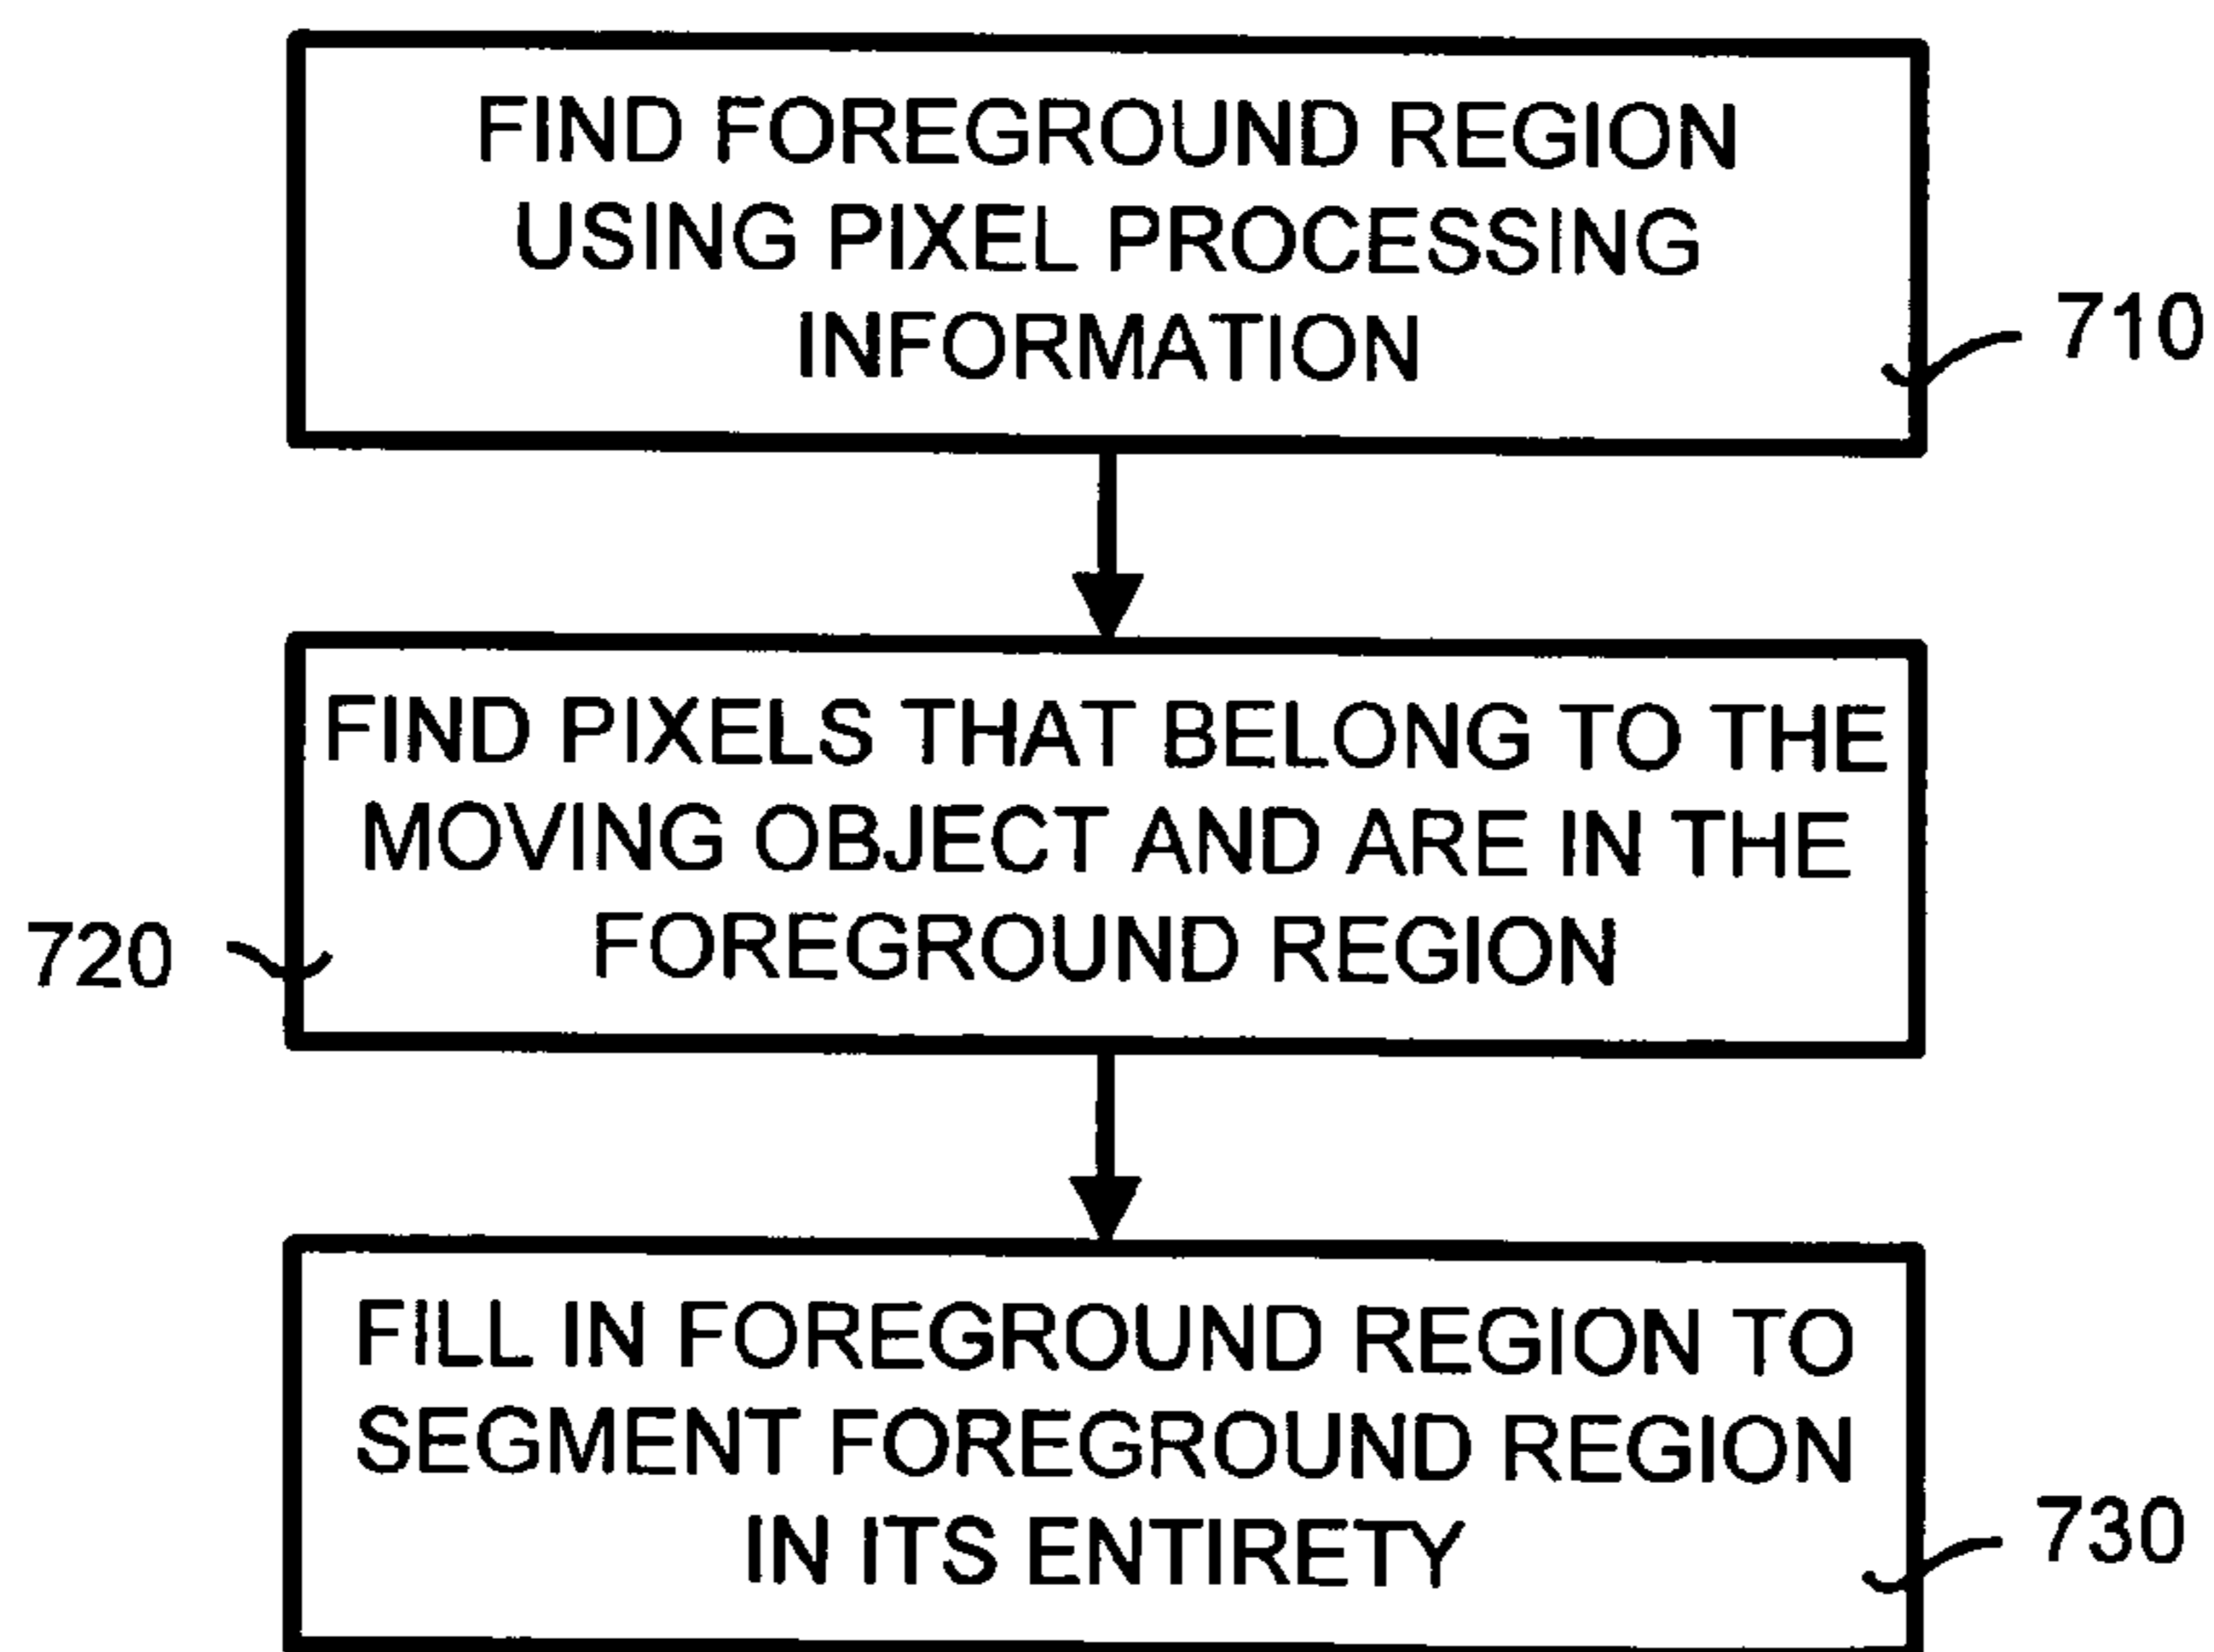 FIND FOREGROUND REGION
USING PIXEL PROCESSING
INFORMATION
710
FIND PIXELS THAT BELONG TO THE
MOVING OBJECT AND ARE IN THE
FOREGROUND REGION
720
FILL IN FOREGROUND REGION TO
SEGMENT FOREGROUND REGION
IN ITS ENTIRETY
730